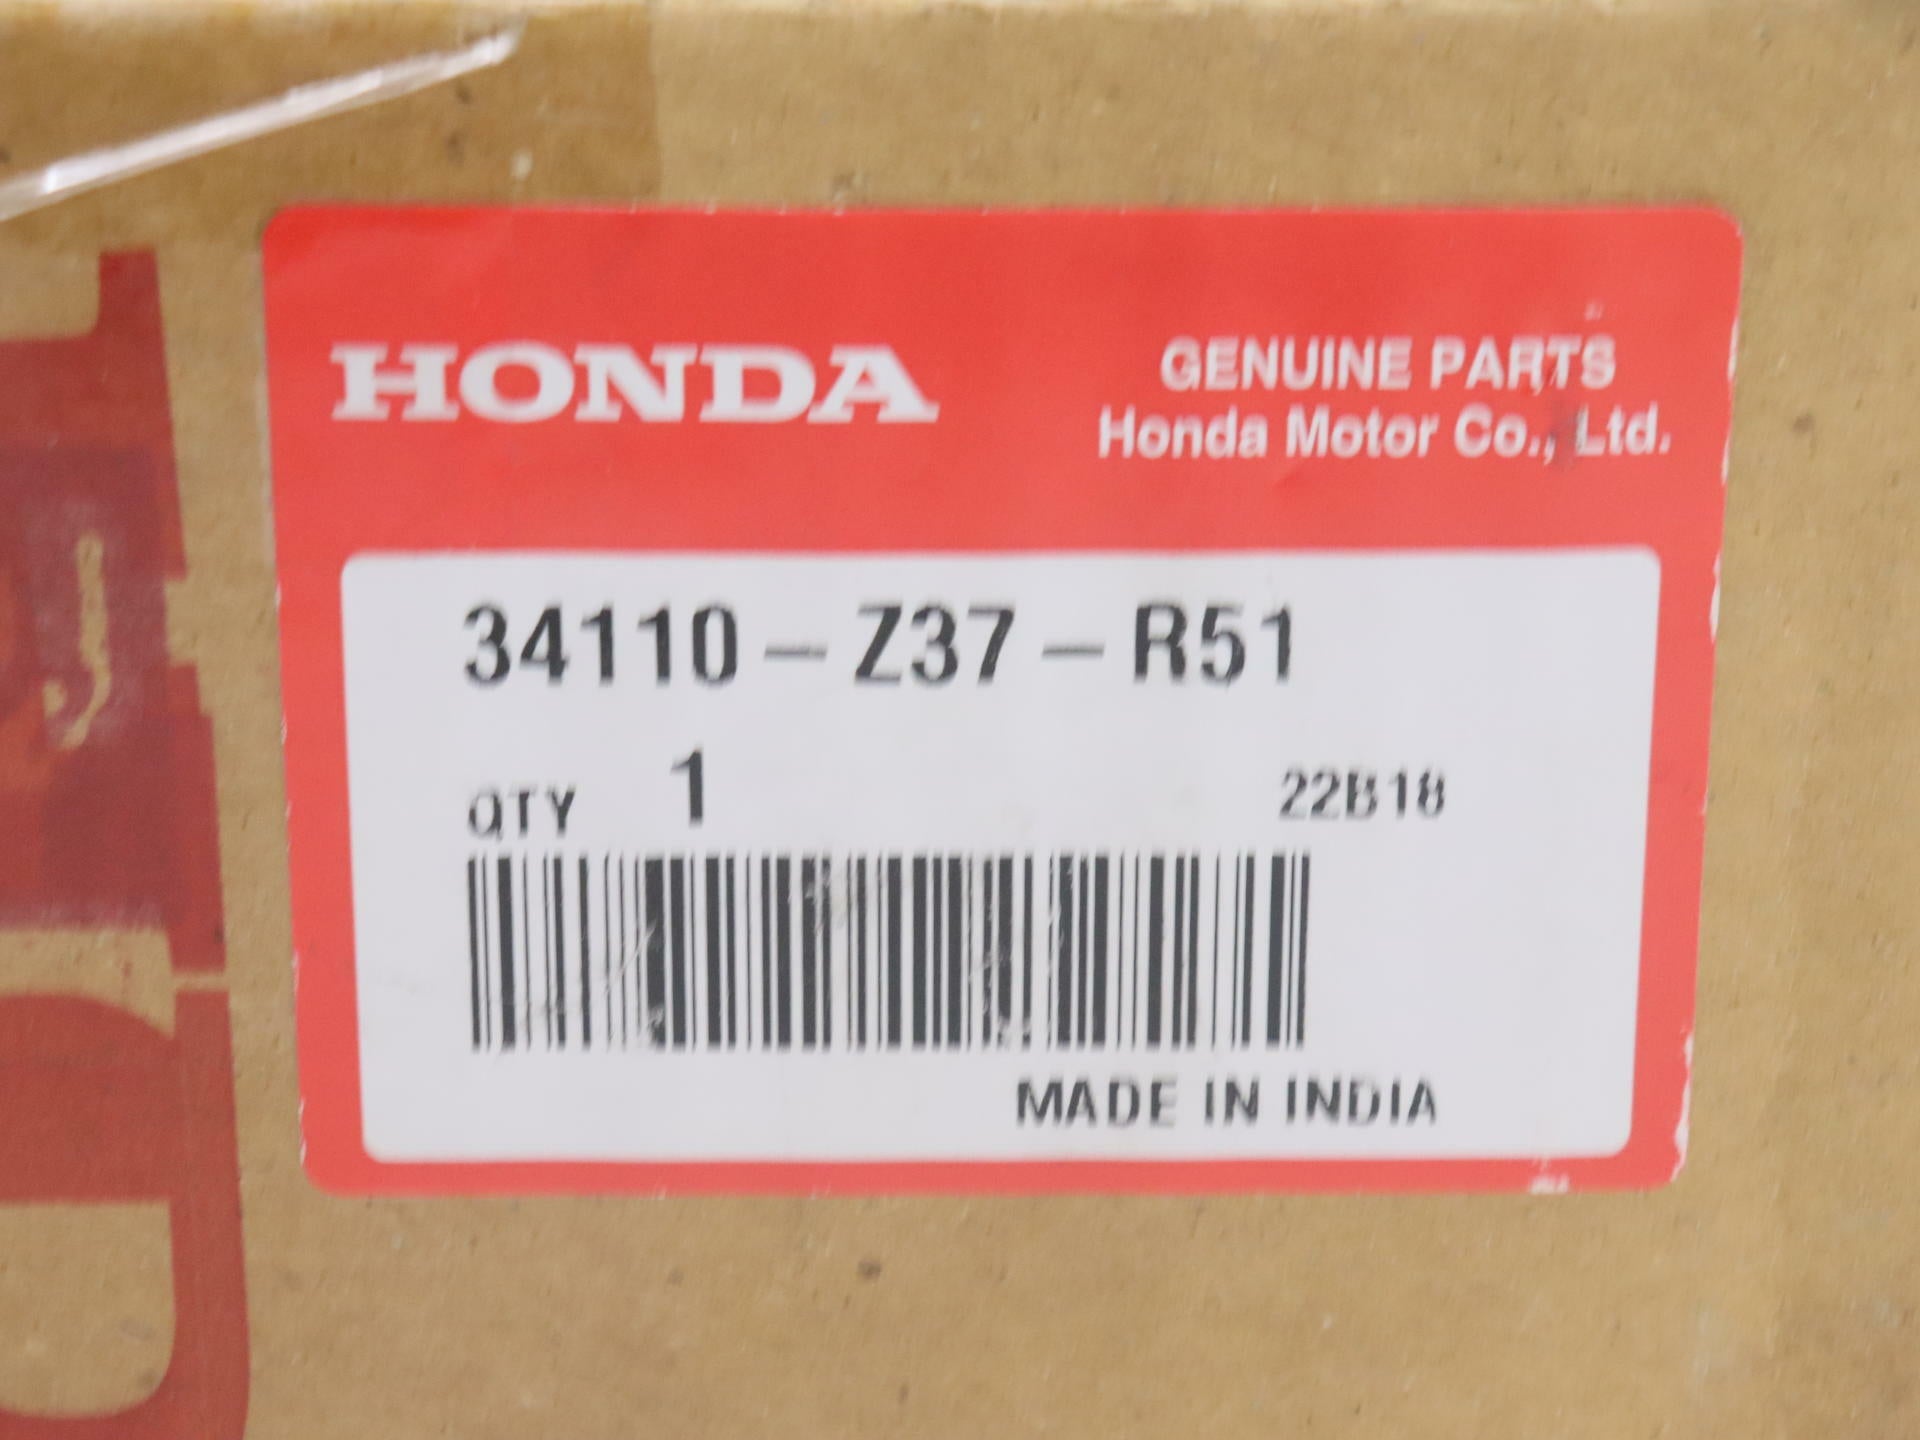 HONDA
GENUINE PARTS
Honda Motor Co., Ltd.
34110-Z37-R51
QTY 1
22B18
MADE IN INDIA